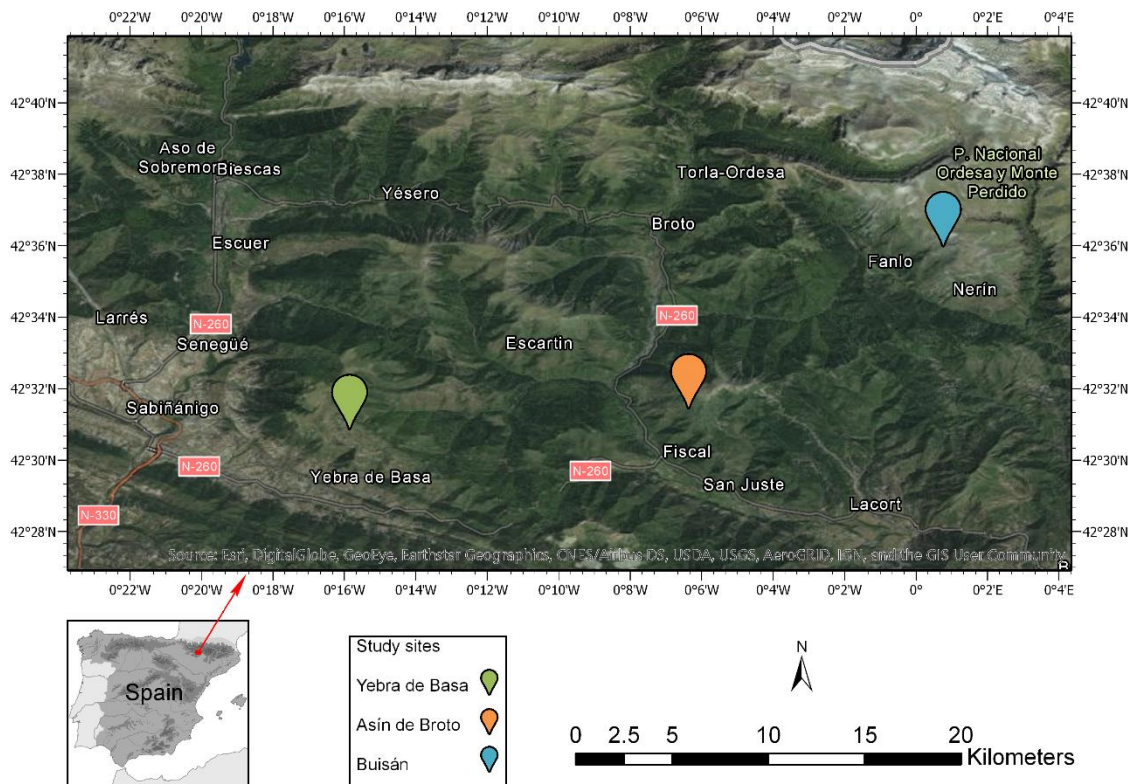 0°22'W 0°20'W 0°18'W 0°16'W 0°14'W 0°12'W 0°10'W 0°8'W 0°6'W 0°4'W 0°2'W 0° 0°2'E 0°4'E
42°40'N 42°40'N
Aso de
Sobremor Biescas
P. Nacional
Ordesa y Monte
Perdido
Torla-Ordesa
42°38'N 42°38'N
Yésero
Broto
42°36'N 42°36'N
Escuer
Fanlo
Nerín
42°34'N 42°34'N
Larrés
N-260
N-260
Senegüé
Escartin
42°32'N 42°32'N
Sabiñánigo
Fiscal
42°30'N 42°30'N
N-260
Yebra de Basa
N-260
San Juste
Lacort
N-330
42°28'N 42°28'N
Source: Esri, DigitalGlobe, GeoEye, Earthstar Geographics, CNES/Airbus DS, USDA, USGS, AeroGRID, IGN, and the GIS User Community
0°22'W 0°20'W 0°18'W 0°16'W 0°14'W 0°12'W 0°10'W 0°8'W 0°6'W 0°4'W 0°2'W 0° 0°2'E 0°4'E
Spain
Study sites
Yebra de Basa
Asín de Broto
Buisán
N
0 2.5 5 10 15 20
Kilometers